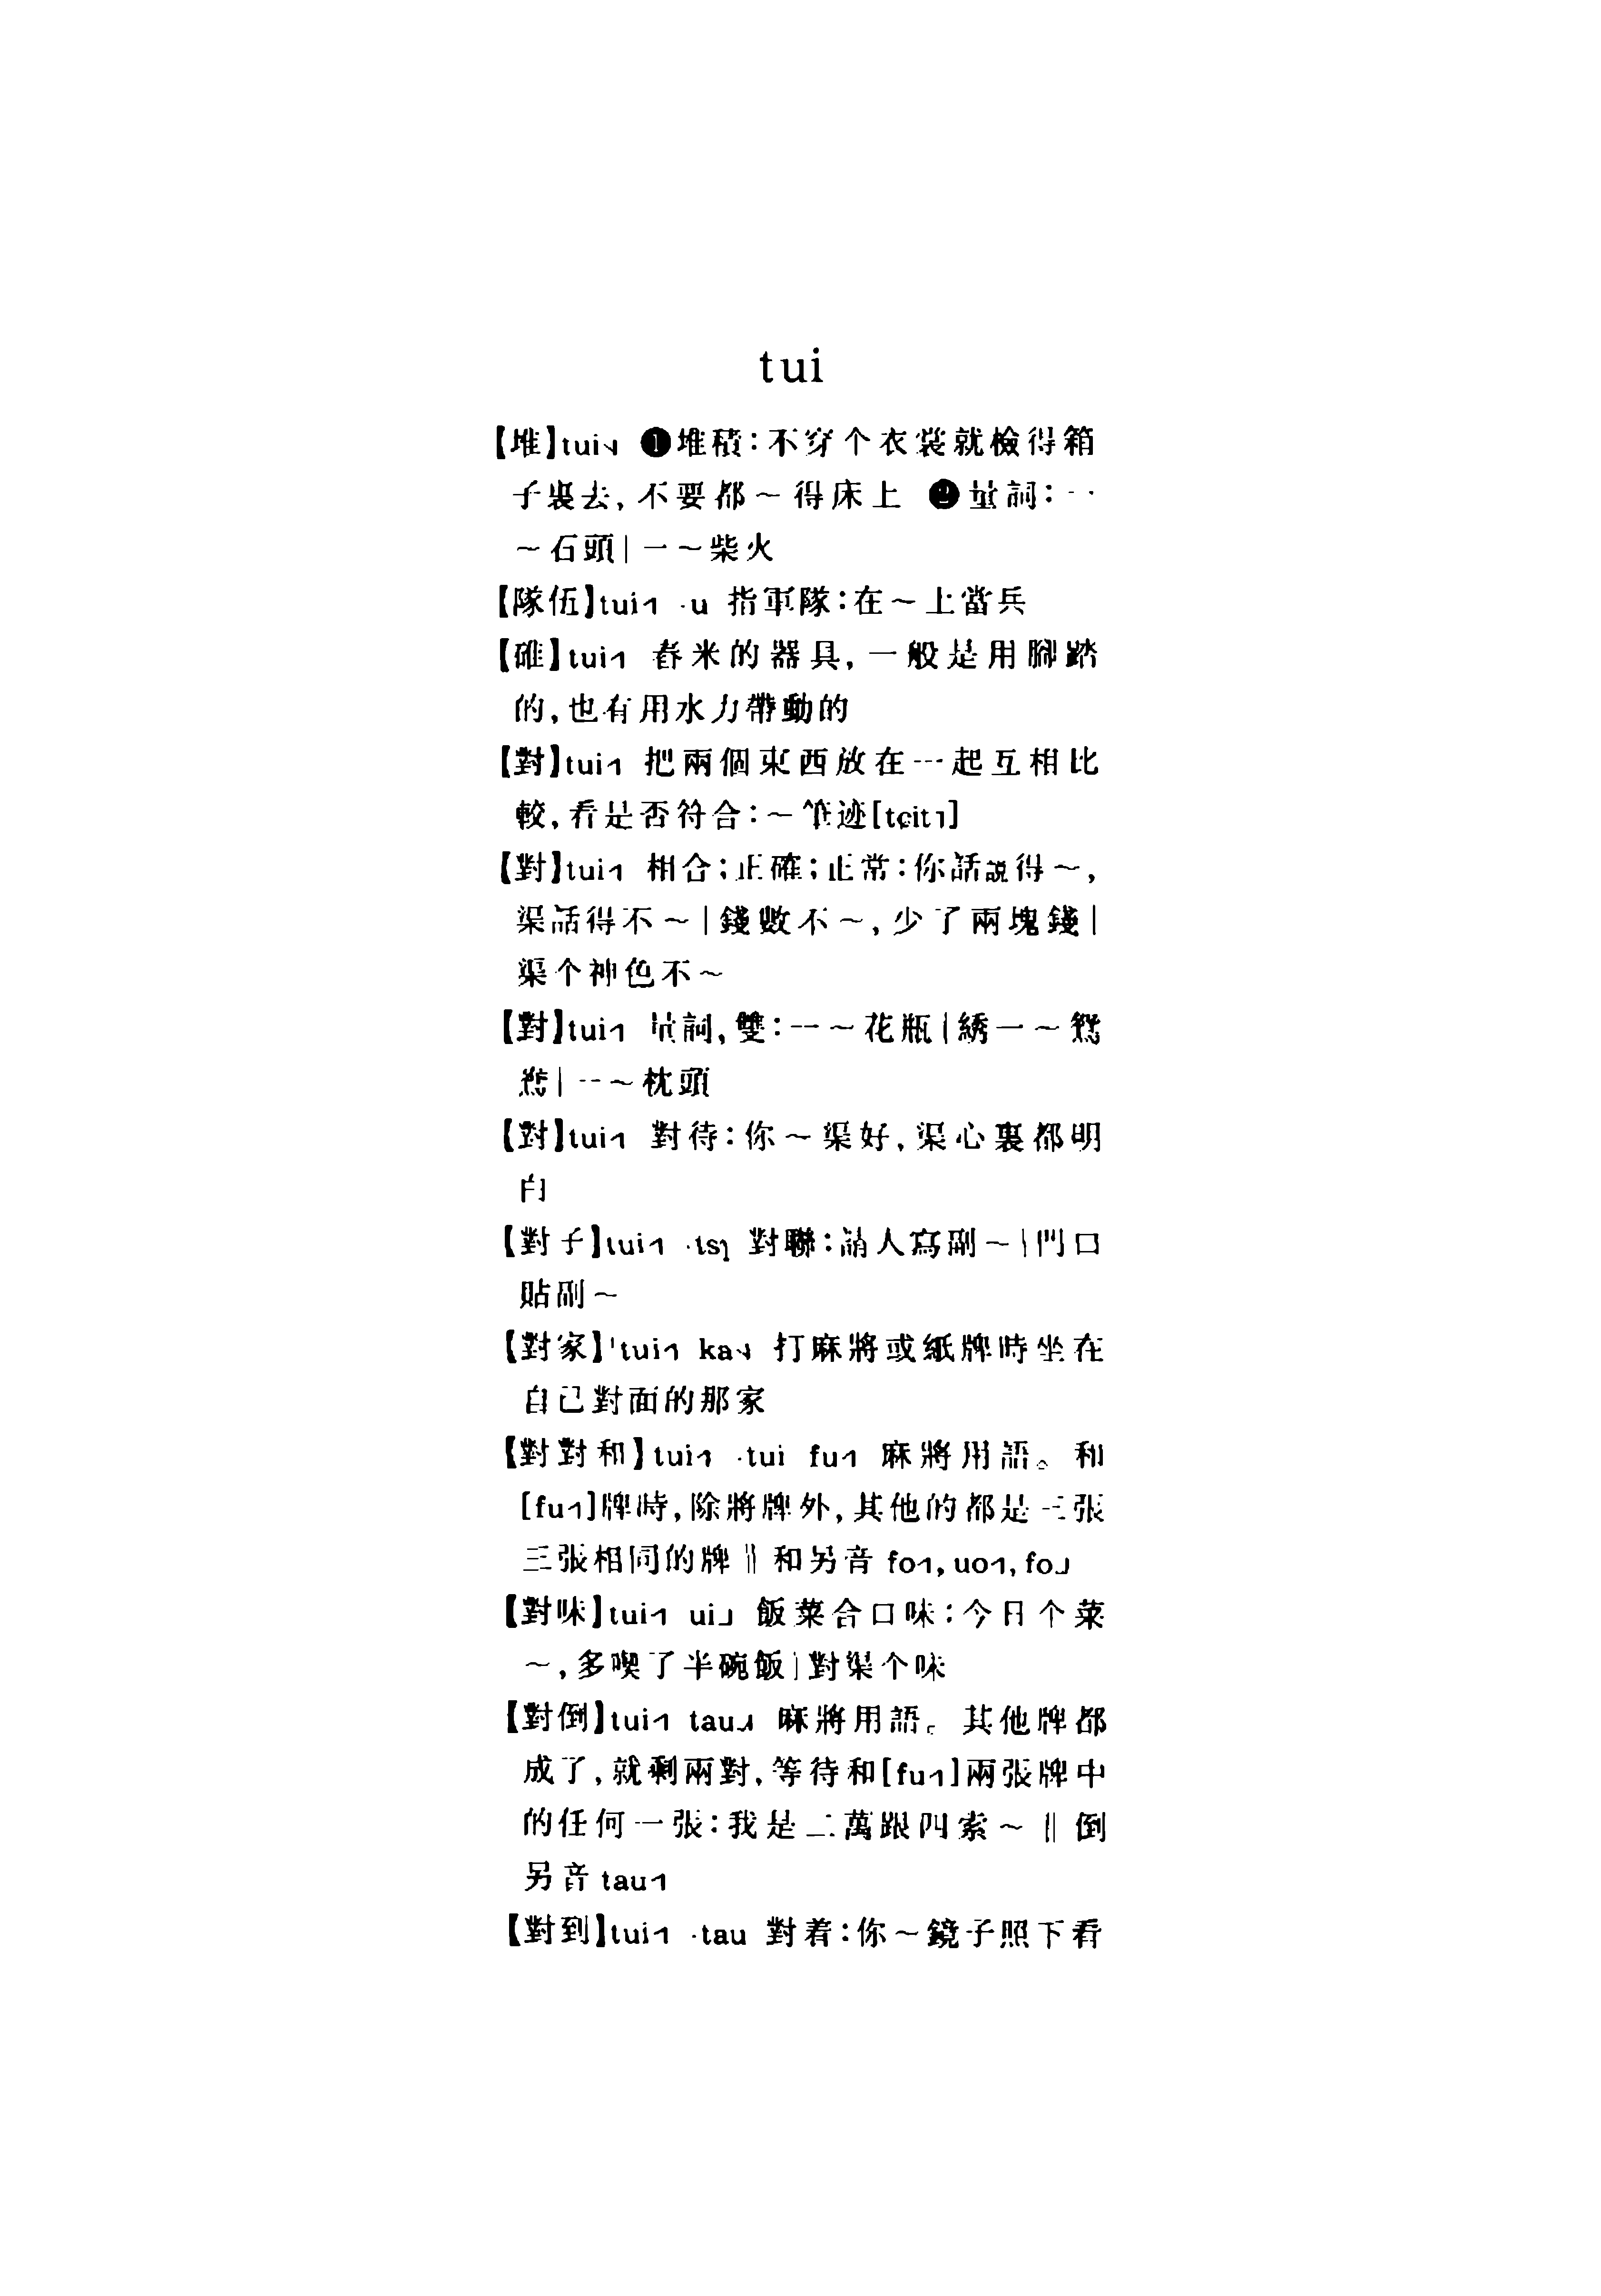 tui
【堆】tui˧˩ ❶堆積:不穿个衣裳就檢得箱
子裏去,不要都~得床上 ❷量詞:一
~石頭|一~柴火
【隊伍】tui˧˥ ·u 指軍隊:在~上當兵
【碓】tui˧˥ 舂米的器具,一般是用腳踏
的,也有用水力帶動的
【對】tui˧˥ 把兩個東西放在一起互相比
較,看是否符合:~筆迹[tɕit˥]
【對】tui˧˥ 相合;正確;正常:你話説得~,
渠話得不~|錢數不~,少了兩塊錢|
渠个神色不~
【對】tui˧˥ 量詞,雙:一~花瓶|綉一~鴛
鴦|一~枕頭
【對】tui˧˥ 對待:你~渠好,渠心裏都明
白
【對子】tui˧˥ ·tsɿ 對聯:請人寫副~|門口
貼副~
【對家】tui˧˥ ka˧˩ 打麻將或紙牌時坐在
自己對面的那家
【對對和】tui˧˥ ·tui fu˧˥ 麻將用語。和
[fu˧˥]牌時,除將牌外,其他的都是三張
三張相同的牌‖和另音 fo˧˥, uo˧˥, fo˩
【對味】tui˧˥ ui˩ 飯菜合口味:今日个菜
~,多喫了半碗飯|對渠个味
【對倒】tui˧˥ tau˨˩˧ 麻將用語。其他牌都
成了,就剩兩對,等待和[fu˧˥]兩張牌中
的任何一張:我是二萬跟四索~‖倒
另音 tau˧˥
【對到】tui˧˥ ·tau 對着:你~鏡子照下看